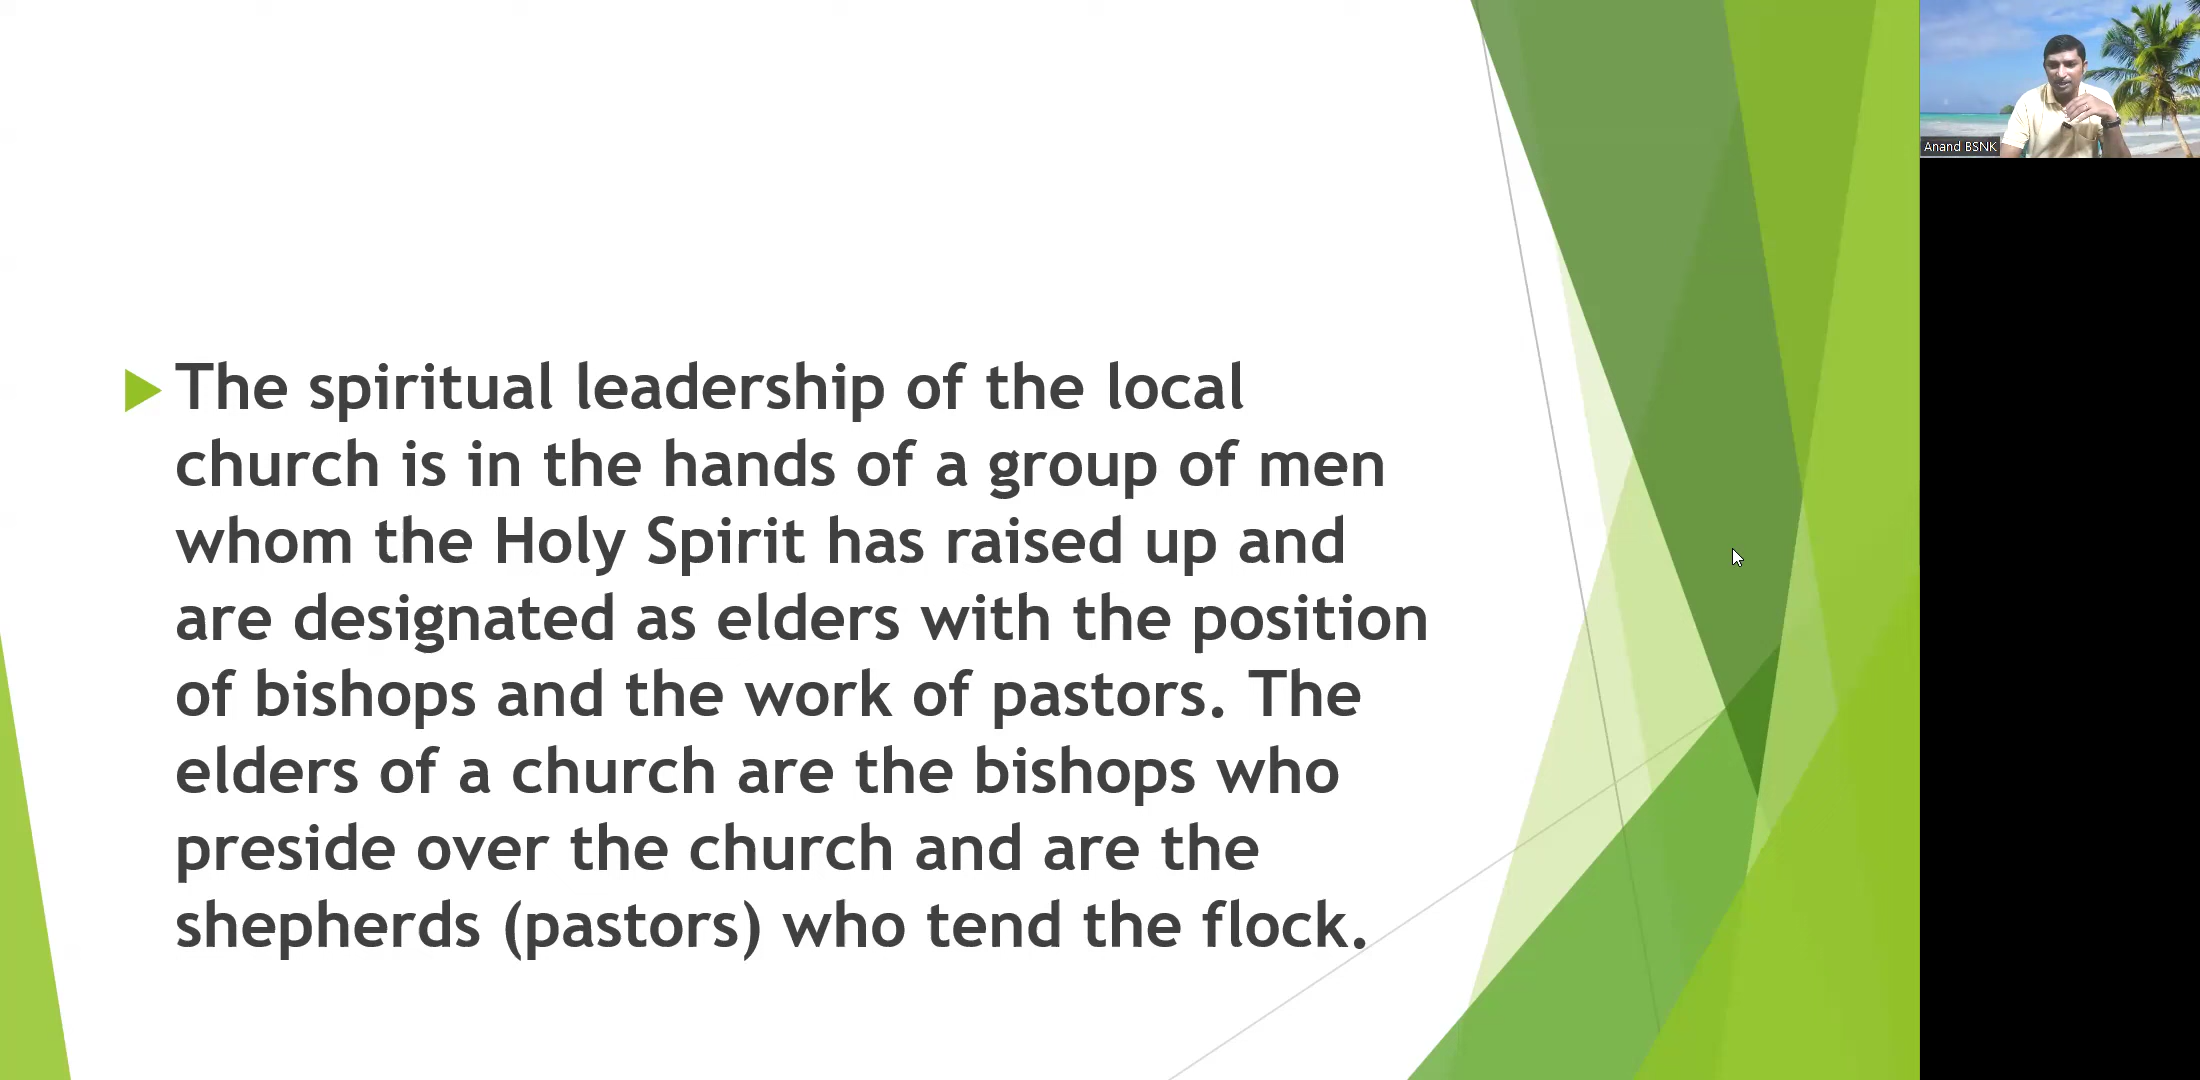 The spiritual leadership of the local
church is in the hands of a group of men
whom the Holy Spirit has raised up and
are designated as elders with the position
of bishops and the work of pastors. The
elders of a church are the bishops who
preside over the church and are the
shepherds (pastors) who tend the flock.
Anand BSNK